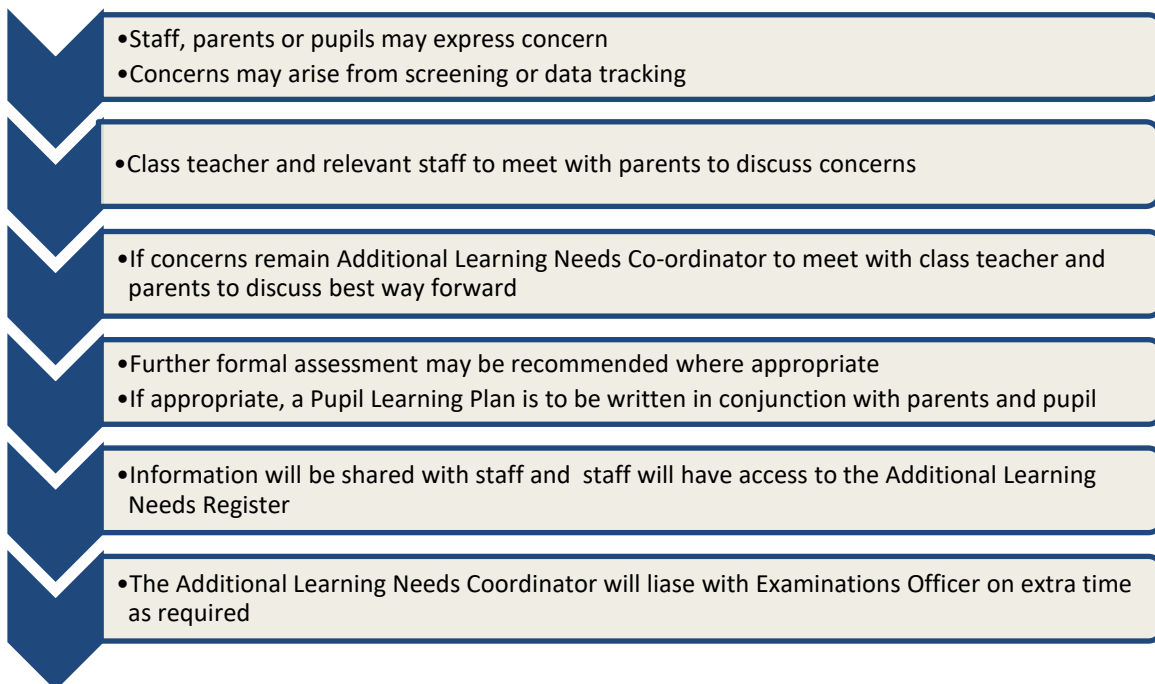 •Staff, parents or pupils may express concern
•Concerns may arise from screening or data tracking
•Class teacher and relevant staff to meet with parents to discuss concerns
•If concerns remain Additional Learning Needs Co-ordinator to meet with class teacher and
parents to discuss best way forward
•Further formal assessment may be recommended where appropriate
•If appropriate, a Pupil Learning Plan is to be written in conjunction with parents and pupil
•Information will be shared with staff and  staff will have access to the Additional Learning
Needs Register
•The Additional Learning Needs Coordinator will liase with Examinations Officer on extra time
as required